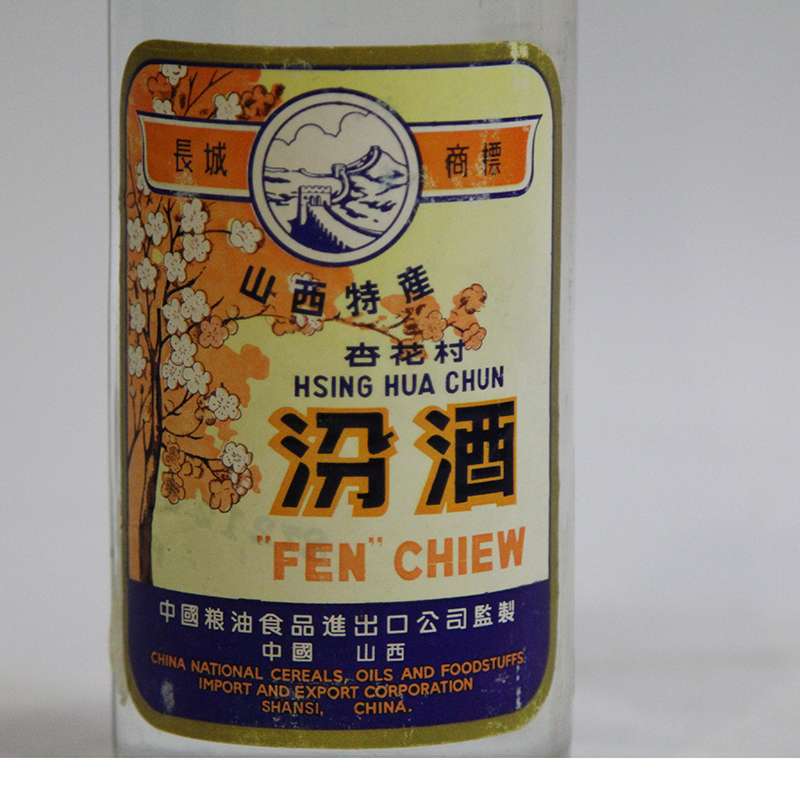 長城 商標
山西特産
杏花村
HSING HUA CHUN
汾酒
"FEN" CHIEW
中國粮油食品進出口公司監製
中國 山西
CHINA NATIONAL CEREALS, OILS AND FOODSTUFFS
IMPORT AND EXPORT CORPORATION
SHANSI, CHINA.